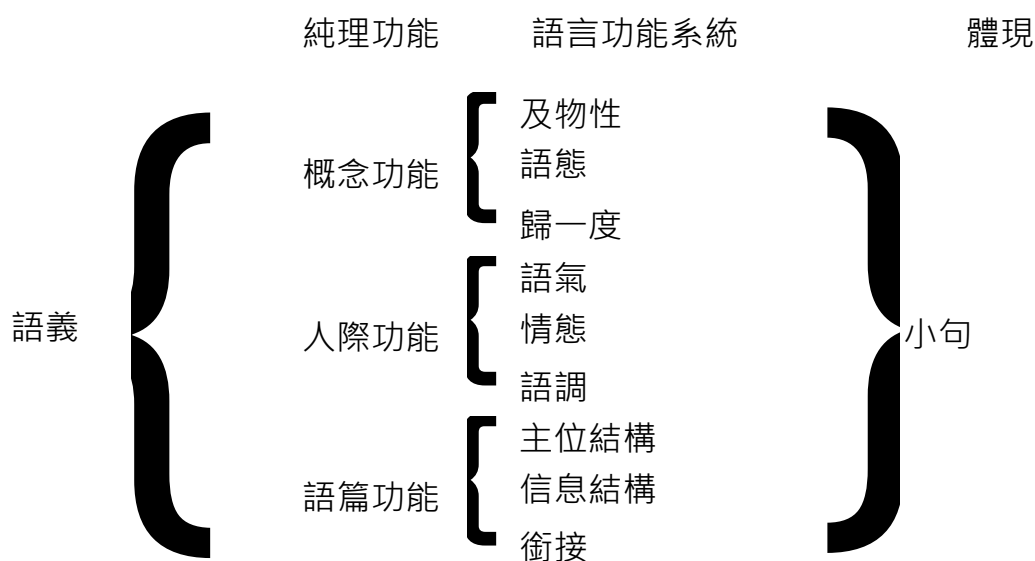 純理功能 語言功能系統 體現
及物性
概念功能 語態
歸一度
語氣
語義 人際功能 情態 小句
語調
主位結構
語篇功能 信息結構
銜接